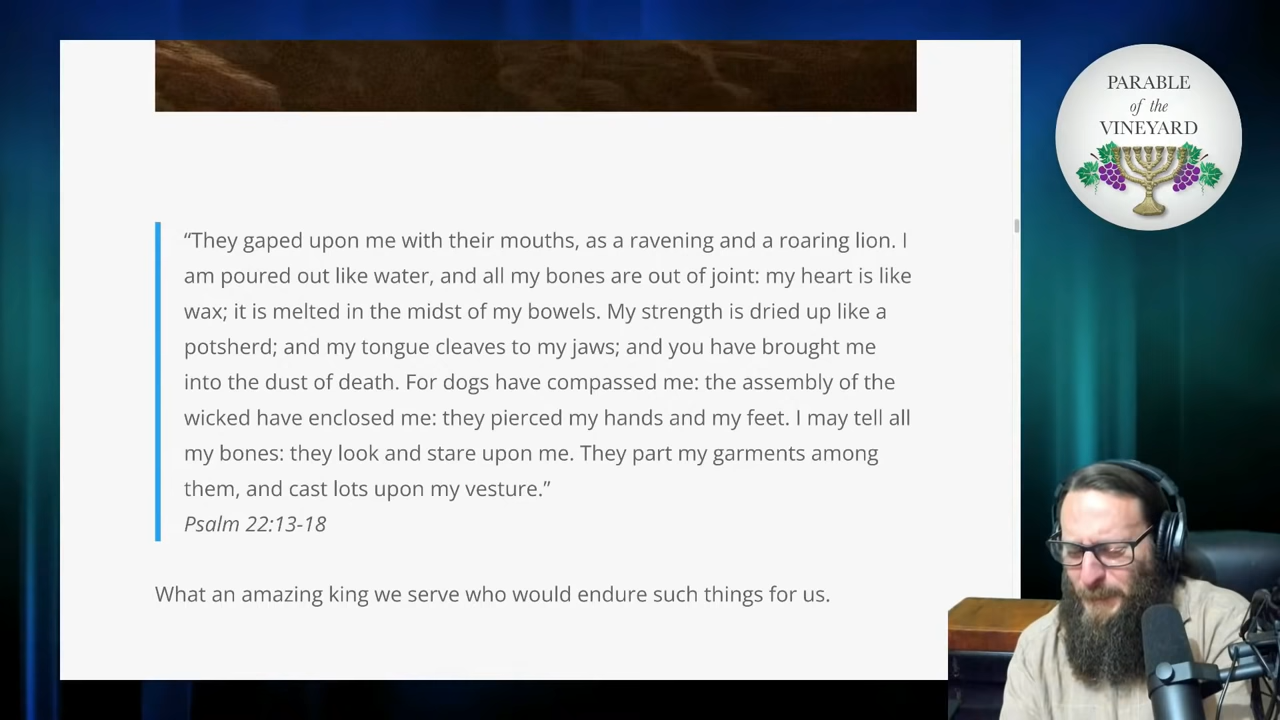 PARABLE
of the
VINEYARD
“They gaped upon me with their mouths, as a ravening and a roaring lion. I
am poured out like water, and all my bones are out of joint: my heart is like
wax; it is melted in the midst of my bowels. My strength is dried up like a
potsherd; and my tongue cleaves to my jaws; and you have brought me
into the dust of death. For dogs have compassed me: the assembly of the
wicked have enclosed me: they pierced my hands and my feet. I may tell all
my bones: they look and stare upon me. They part my garments among
them, and cast lots upon my vesture.”
Psalm 22:13-18
What an amazing king we serve who would endure such things for us.